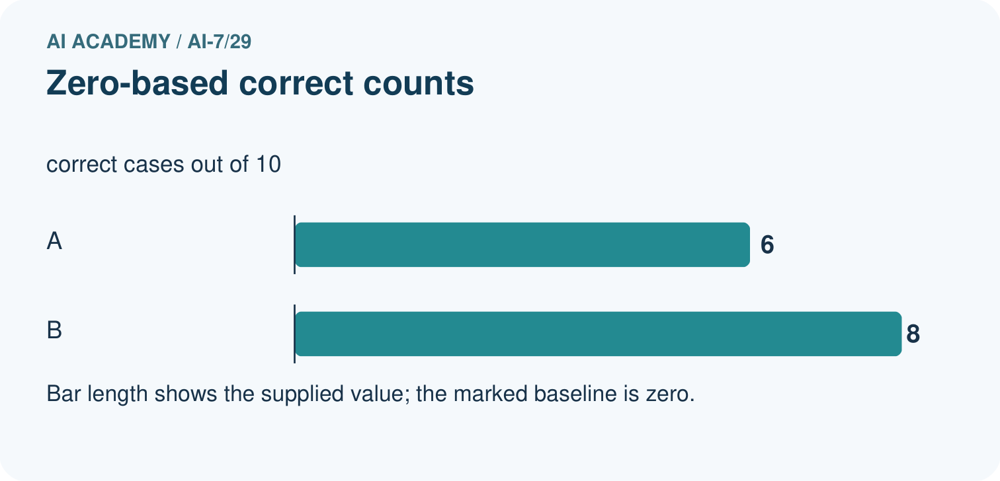 AI ACADEMY / AI-7/29
Zero-based correct counts
correct cases out of 10
A
6
B
8
Bar length shows the supplied value; the marked baseline is zero.